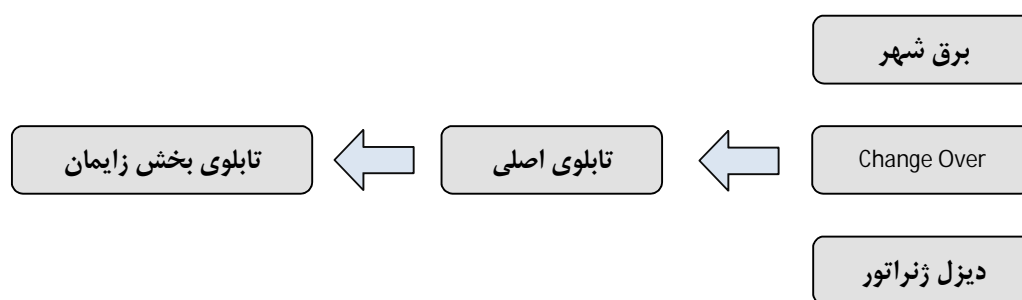 برق شهر
Change Over
تابلوی اصلی
تابلوی بخش زایمان
دیزل ژنراتور